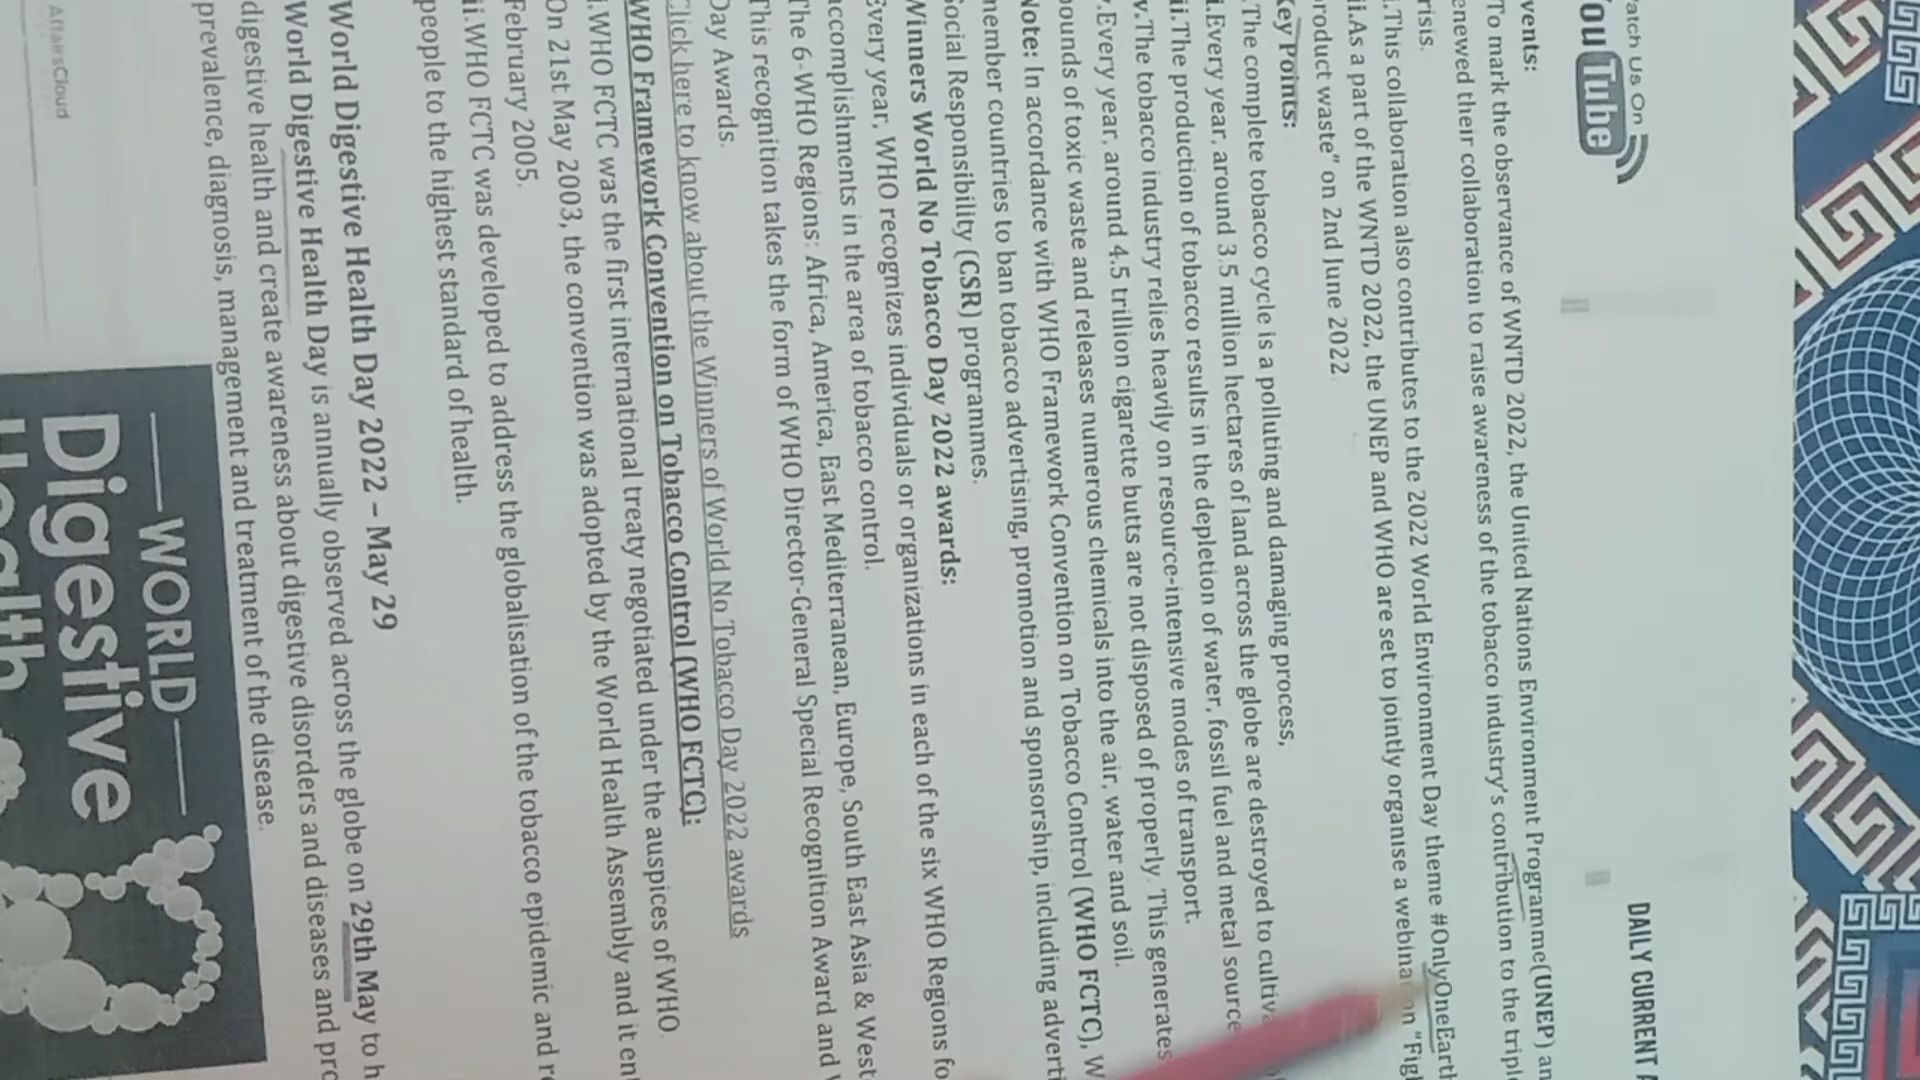 Watch Us On
YouTube
DAILY CURRENT
vents:
To mark the observance of WNTD 2022, the United Nations Environment Programme(UNEP) an
enewed their collaboration to raise awareness of the tobacco industry's contribution to the tripl
risis.
.This collaboration also contributes to the 2022 World Environment Day theme #OnlyOneEart
ii.As a part of the WNTD 2022, the UNEP and WHO are set to jointly organise a webinar on "Figh
product waste" on 2nd June 2022.
Key Points:
.The complete tobacco cycle is a polluting and damaging process,
i.Every year, around 3.5 million hectares of land across the globe are destroyed to cultiva
ii.The production of tobacco results in the depletion of water, fossil fuel and metal source
v.The tobacco industry relies heavily on resource-intensive modes of transport.
v.Every year, around 4.5 trillion cigarette butts are not disposed of properly. This generates
pounds of toxic waste and releases numerous chemicals into the air, water and soil.
Note: In accordance with WHO Framework Convention on Tobacco Control (WHO FCTC), W
member countries to ban tobacco advertising, promotion and sponsorship, including adverti
Social Responsibility (CSR) programmes.
Winners World No Tobacco Day 2022 awards:
Every year, WHO recognizes individuals or organizations in each of the six WHO Regions fo
accomplishments in the area of tobacco control.
The 6-WHO Regions: Africa, America, East Mediterranean, Europe, South East Asia & West
This recognition takes the form of WHO Director-General Special Recognition Award and
Day Awards.
Click here to know about the Winners of World No Tobacco Day 2022 awards
WHO Framework Convention on Tobacco Control (WHO FCTC):
.WHO FCTC was the first international treaty negotiated under the auspices of WHO.
On 21st May 2003, the convention was adopted by the World Health Assembly and it en
February 2005.
ii.WHO FCTC was developed to address the globalisation of the tobacco epidemic and re
people to the highest standard of health.
World Digestive Health Day 2022 – May 29
World Digestive Health Day is annually observed across the globe on 29th May to h
digestive health and create awareness about digestive disorders and diseases and pro
prevalence, diagnosis, management and treatment of the disease.
WORLD
Digestive
Health
AffairsCloud